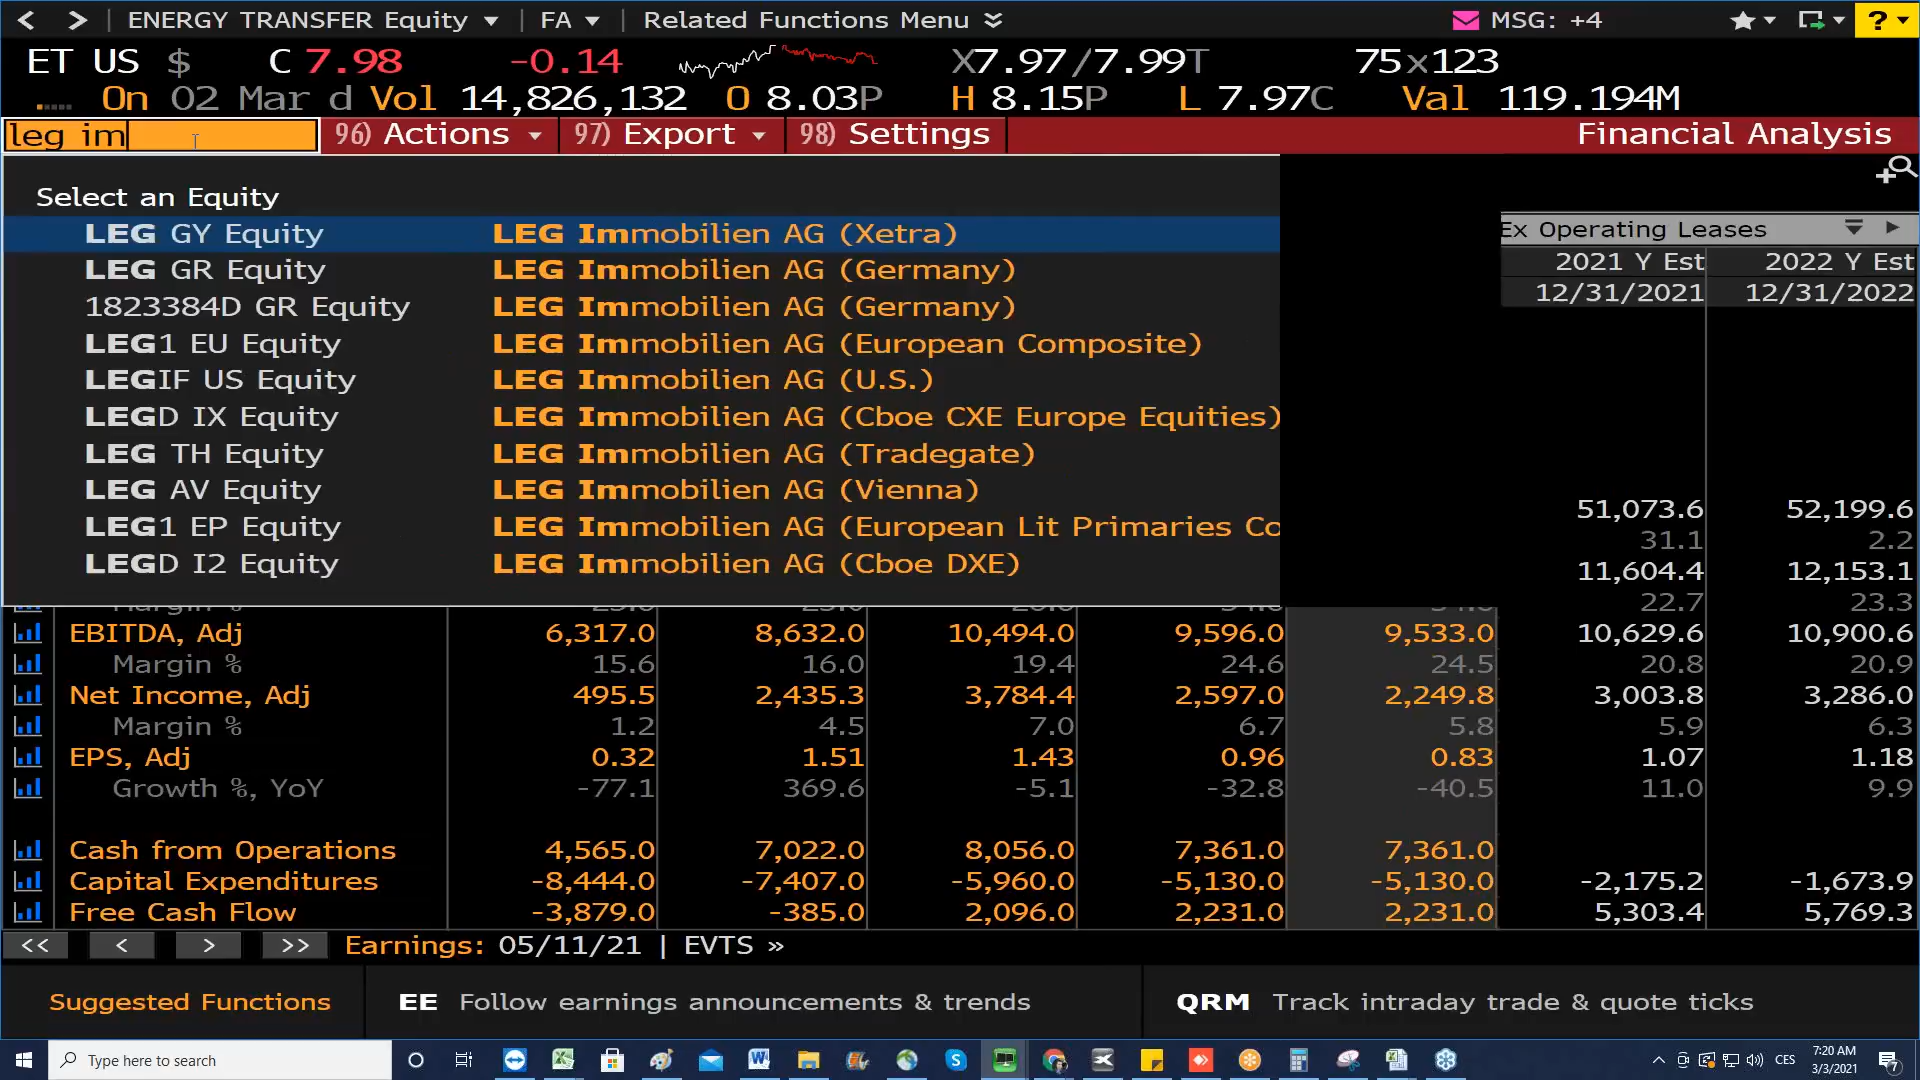 < > ENERGY TRANSFER Equity FA Related Functions Menu MSG: +4 ?
ET US $ C 7.98 -0.14 X7.97/7.99T 75x123
On 02 Mar d Vol 14,826,132 O 8.03P H 8.15P L 7.97C Val 119.194M
leg im 96) Actions 97) Export 98) Settings Financial Analysis
Select an Equity
LEG GY Equity LEG Immobilien AG (Xetra)
Ex Operating Leases
LEG GR Equity LEG Immobilien AG (Germany)
2021 Y Est 2022 Y Est
1823384D GR Equity LEG Immobilien AG (Germany)
12/31/2021 12/31/2022
LEG1 EU Equity LEG Immobilien AG (European Composite)
LEGIF US Equity LEG Immobilien AG (U.S.)
LEGD IX Equity LEG Immobilien AG (Cboe CXE Europe Equities)
LEG TH Equity LEG Immobilien AG (Tradegate)
LEG AV Equity LEG Immobilien AG (Vienna)
51,073.6 52,199.6
LEG1 EP Equity LEG Immobilien AG (European Lit Primaries Co
31.1 2.2
LEGD I2 Equity LEG Immobilien AG (Cboe DXE)
11,604.4 12,153.1
22.7 23.3
EBITDA, Adj 6,317.0 8,632.0 10,494.0 9,596.0 9,533.0 10,629.6 10,900.6
Margin % 15.6 16.0 19.4 24.6 24.5 20.8 20.9
Net Income, Adj 495.5 2,435.3 3,784.4 2,597.0 2,249.8 3,003.8 3,286.0
Margin % 1.2 4.5 7.0 6.7 5.8 5.9 6.3
EPS, Adj 0.32 1.51 1.43 0.96 0.83 1.07 1.18
Growth %, YoY -77.1 369.6 -5.1 -32.8 -40.5 11.0 9.9
Cash from Operations 4,565.0 7,022.0 8,056.0 7,361.0 7,361.0
Capital Expenditures -8,444.0 -7,407.0 -5,960.0 -5,130.0 -5,130.0 -2,175.2 -1,673.9
Free Cash Flow -3,879.0 -385.0 2,096.0 2,231.0 2,231.0 5,303.4 5,769.3
<< < > >> Earnings: 05/11/21 | EVTS »
Suggested Functions EE Follow earnings announcements & trends QRM Track intraday trade & quote ticks
Type here to search CES 7:20 AM
3/3/2021